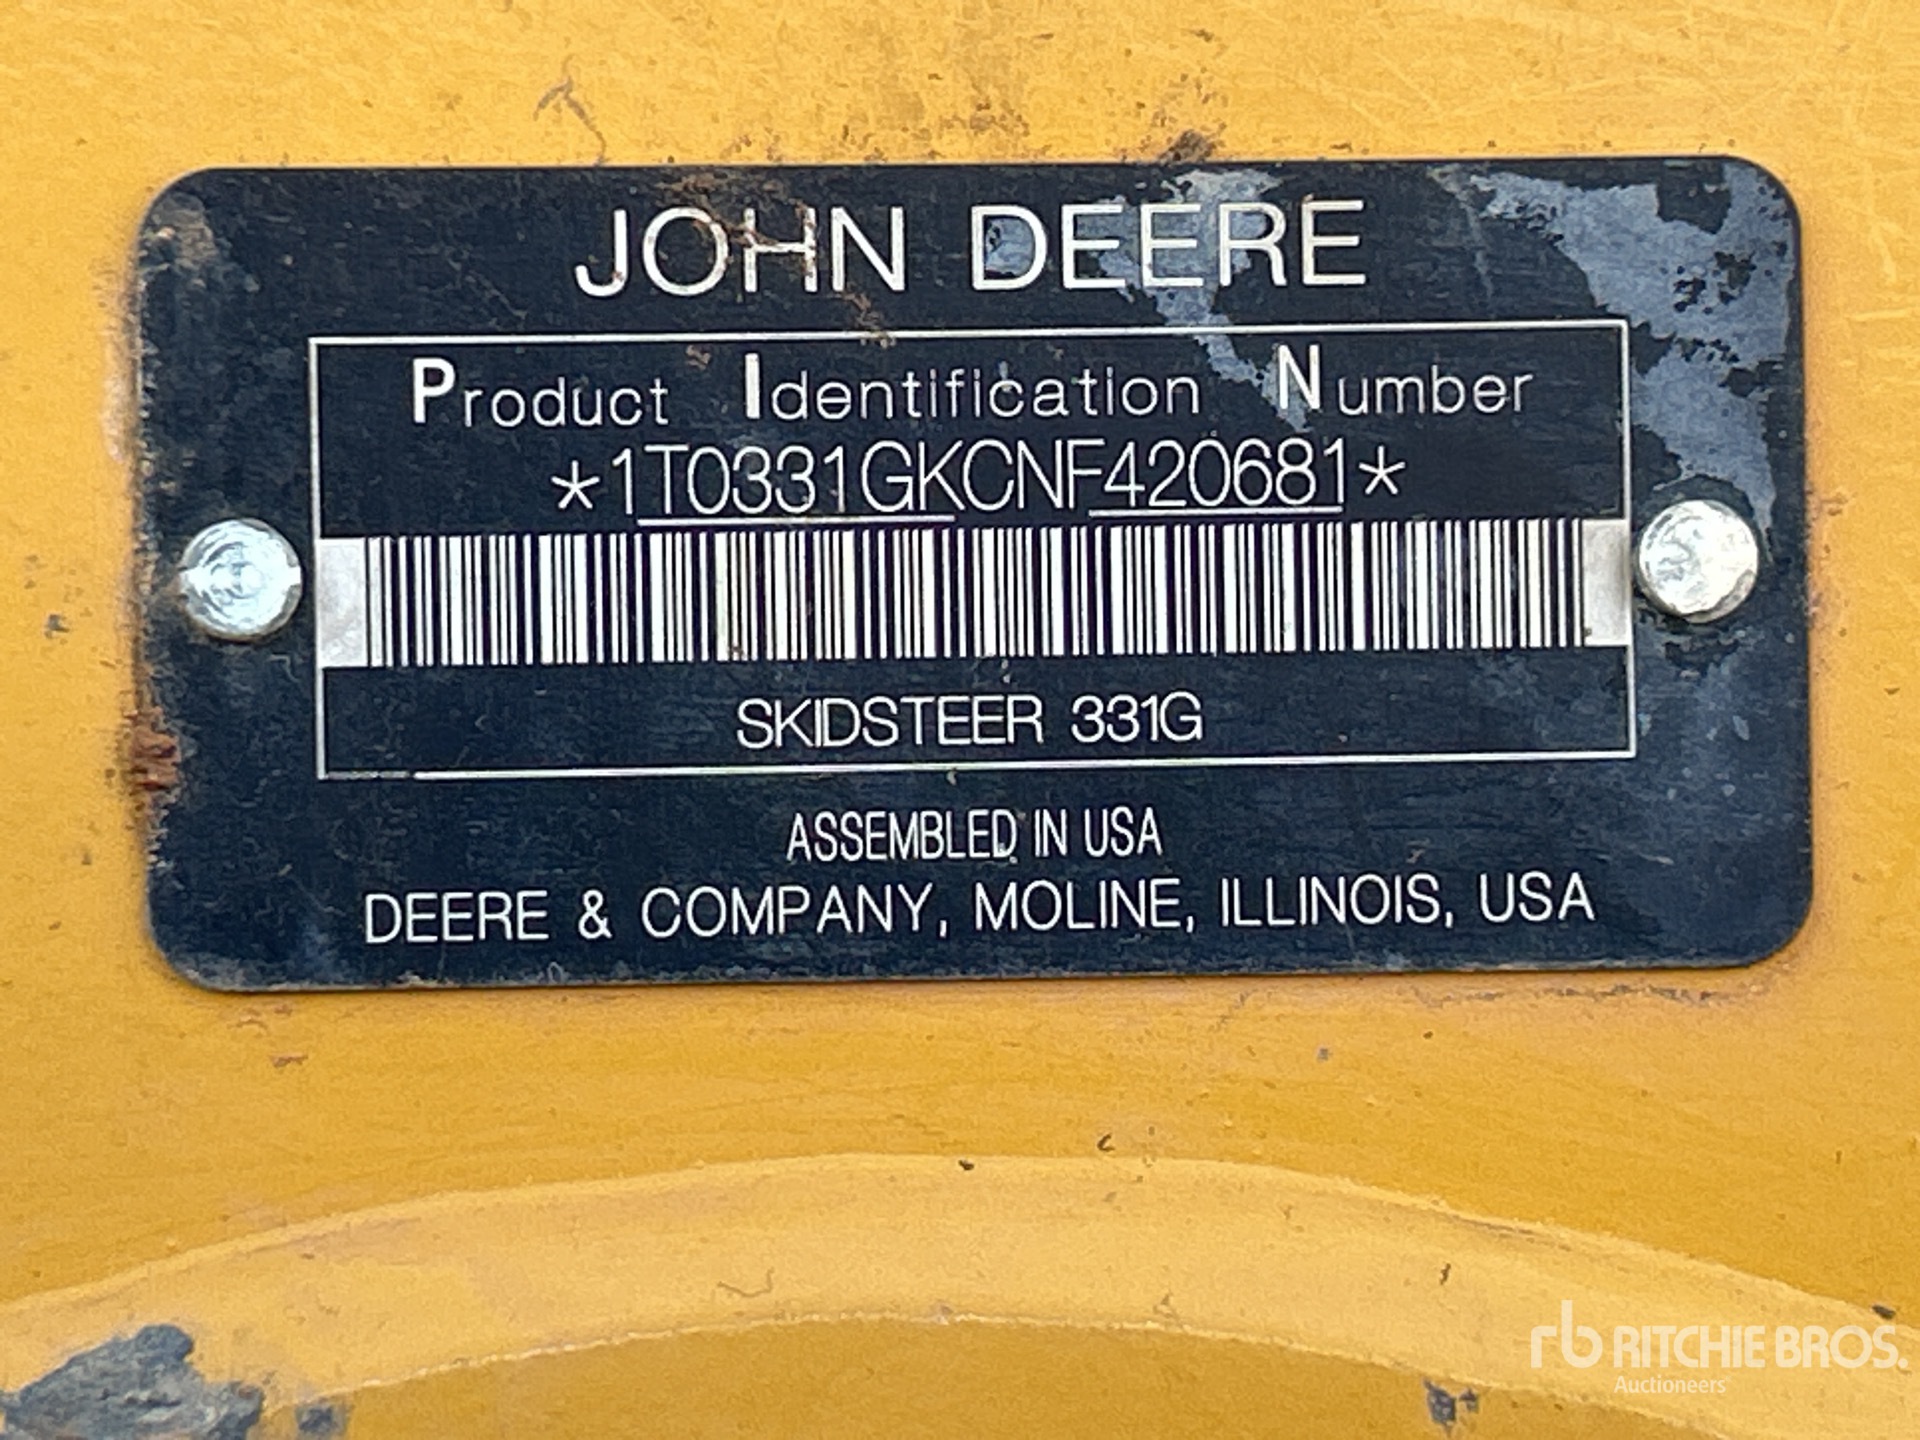 JOHN DEERE
Product Identification Number
*1T0331GKCNF420681*
SKIDSTEER 331G
ASSEMBLED IN USA
DEERE & COMPANY, MOLINE, ILLINOIS, USA
rb RITCHIE BROS.
Auctioneers